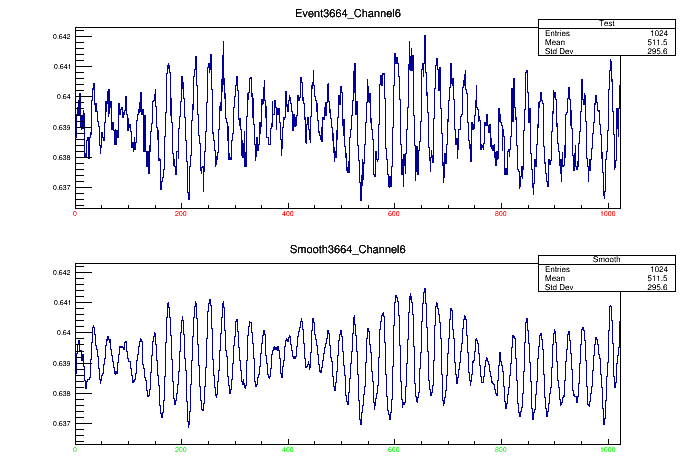 Event3664_Channel6
Test
Entries 1024
Mean 511.5
Std Dev 295.6
0.642
0.641
0.64
0.639
0.638
0.637
0 200 400 600 800 1000
Smooth3664_Channel6
Smooth
Entries 1024
Mean 511.5
Std Dev 295.6
0.642
0.641
0.64
0.639
0.638
0.637
0 200 400 600 800 1000